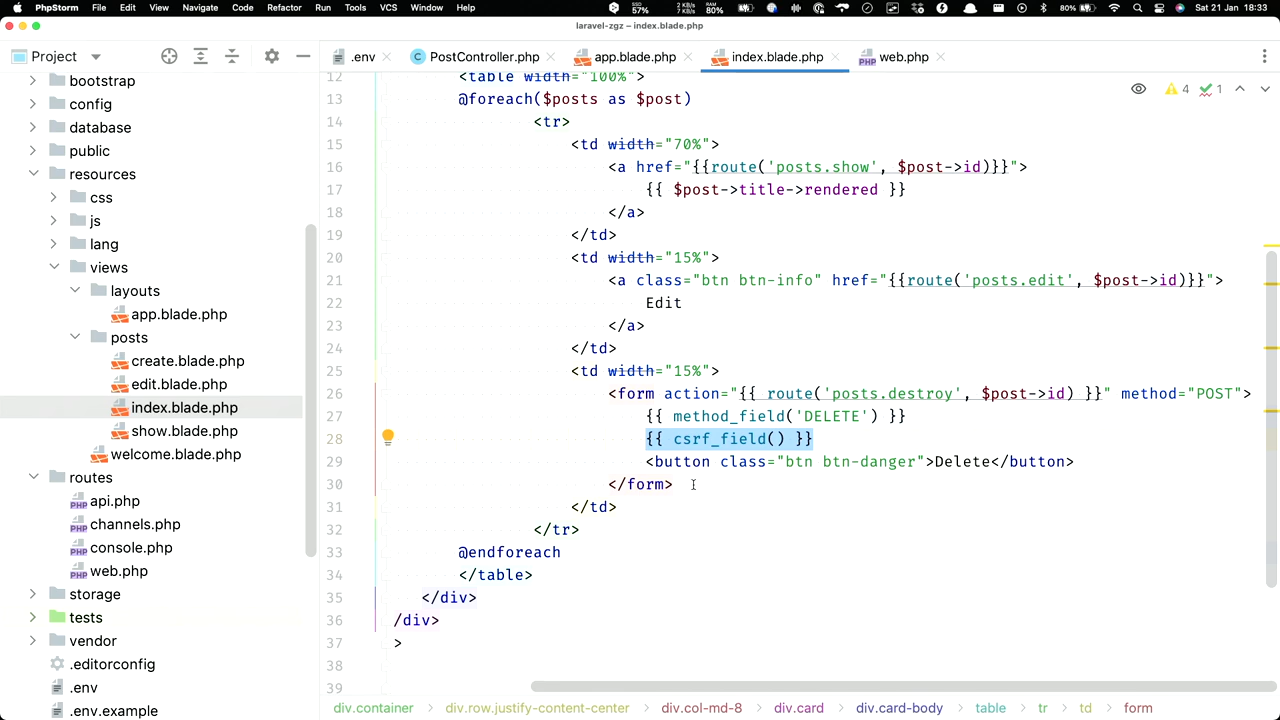 PhpStorm File Edit View Navigate Code Refactor Run Tools VCS Window Help SSD 57% MEM 80% 80% Sat 21 Jan 18:33
laravel-zgz – index.blade.php
Project .env PostController.php app.blade.php index.blade.php web.php
bootstrap
config
database
public
resources
css
js
lang
views
layouts
app.blade.php
posts
create.blade.php
edit.blade.php
index.blade.php
show.blade.php
welcome.blade.php
routes
api.php
channels.php
console.php
web.php
storage
tests
vendor
.editorconfig
.env
.env.example
4 1
12 <table width="100%">
13 @foreach($posts as $post)
14 <tr>
15 <td width="70%">
16 <a href="{{route('posts.show', $post->id)}}">
17 {{ $post->title->rendered }}
18 </a>
19 </td>
20 <td width="15%">
21 <a class="btn btn-info" href="{{route('posts.edit', $post->id)}}">
22 Edit
23 </a>
24 </td>
25 <td width="15%">
26 <form action="{{ route('posts.destroy', $post->id) }}" method="POST">
27 {{ method_field('DELETE') }}
28 {{ csrf_field() }}
29 <button class="btn btn-danger">Delete</button>
30 </form>
31 </td>
32 </tr>
33 @endforeach
34 </table>
35 </div>
36 /div>
37 >
38
39
div.container div.row.justify-content-center div.col-md-8 div.card div.card-body table tr td form